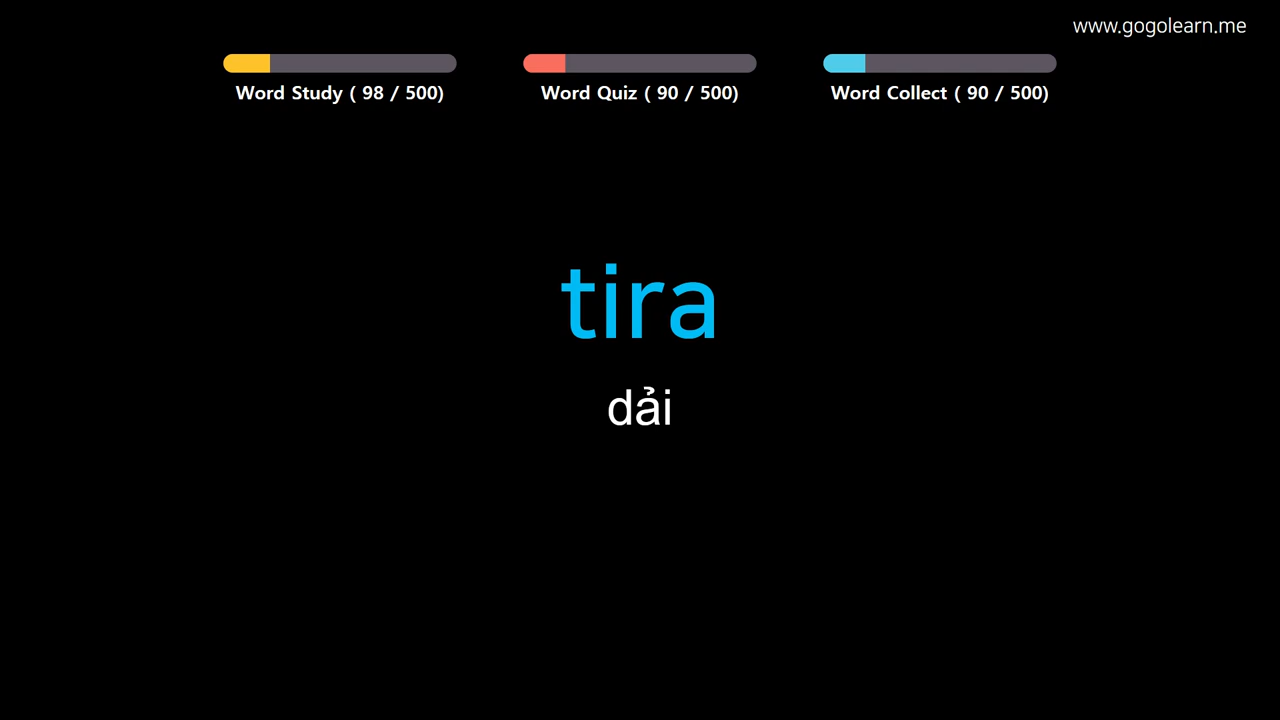 www.gogolearn.me
Word Study ( 98 / 500)
Word Quiz ( 90 / 500)
Word Collect ( 90 / 500)
tira
dải